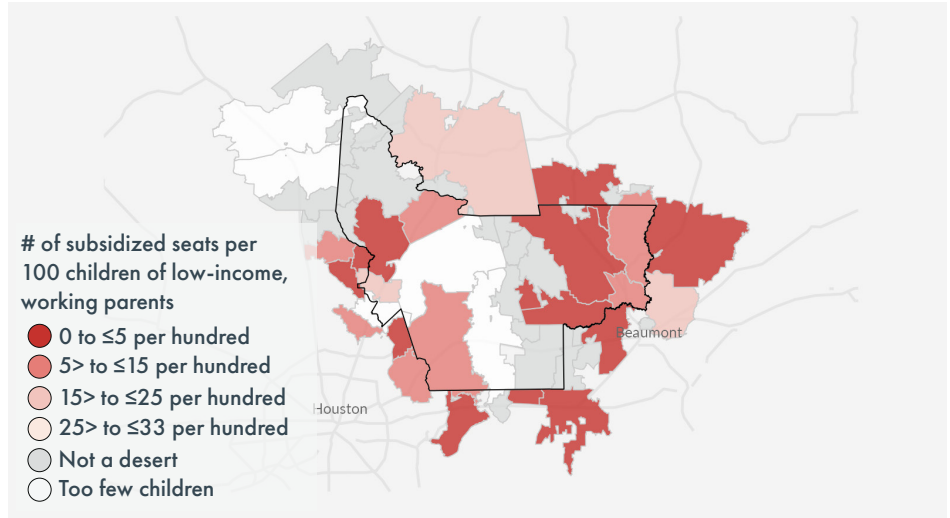 # of subsidized seats per
100 children of low-income,
working parents
0 to ≤5 per hundred
5> to ≤15 per hundred
15> to ≤25 per hundred
25> to ≤33 per hundred
Not a desert
Too few children
Beaumont
Houston